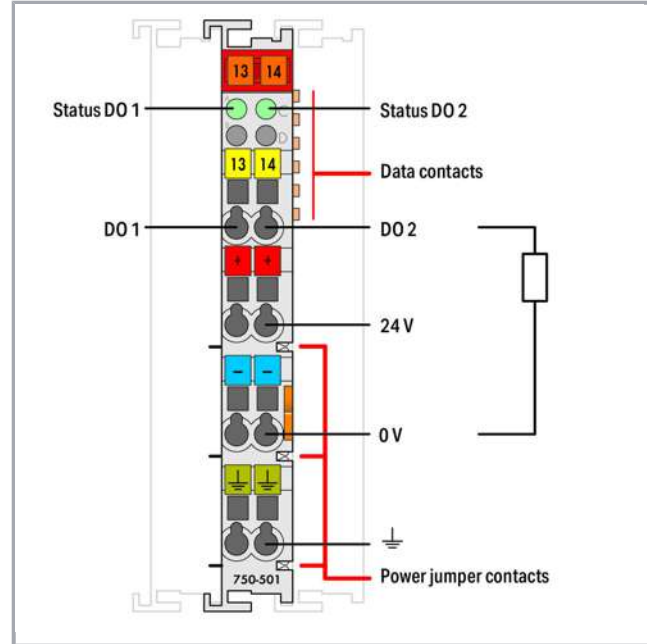 13 14
Status DO 1
A C
Status DO 2
B D
13 14
Data contacts
DO 1
DO 2
+ +
24 V
– –
0 V
750-501
Power jumper contacts